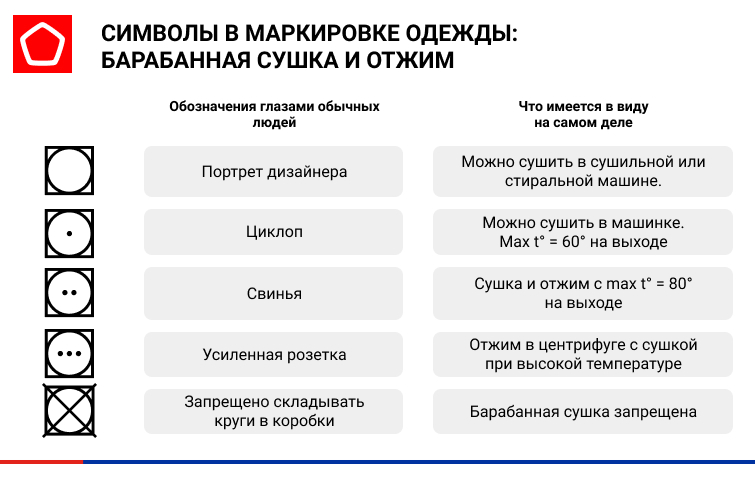 СИМВОЛЫ В МАРКИРОВКЕ ОДЕЖДЫ:
БАРАБАННАЯ СУШКА И ОТЖИМ
Обозначения глазами обычных
людей
Что имеется в виду
на самом деле
Портрет дизайнера
Можно сушить в сушильной или
стиральной машине.
Циклоп
Можно сушить в машинке.
Max t° = 60° на выходе
Свинья
Сушка и отжим с max t° = 80°
на выходе
Усиленная розетка
Отжим в центрифуге с сушкой
при высокой температуре
Запрещено складывать
круги в коробки
Барабанная сушка запрещена